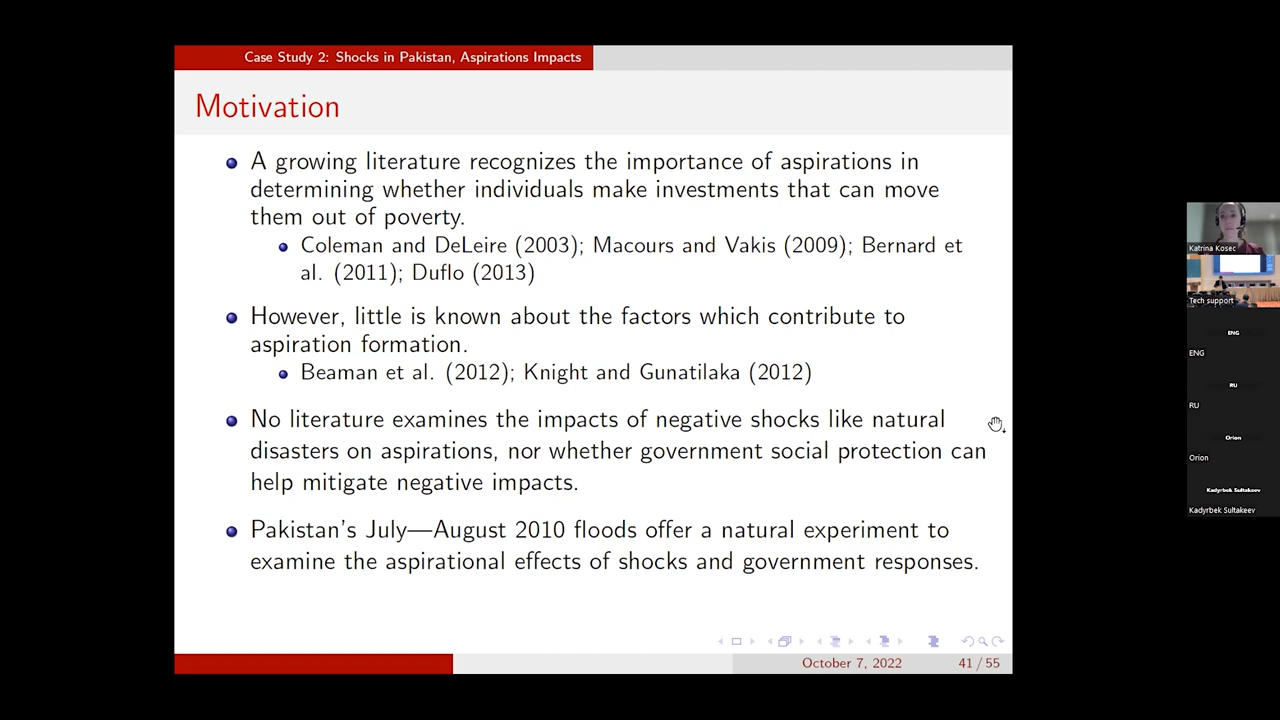 Case Study 2: Shocks in Pakistan, Aspirations Impacts
Motivation
A growing literature recognizes the importance of aspirations in
determining whether individuals make investments that can move
them out of poverty.
Coleman and DeLeire (2003); Macours and Vakis (2009); Bernard et
al. (2011); Duflo (2013)
However, little is known about the factors which contribute to
aspiration formation.
Beaman et al. (2012); Knight and Gunatilaka (2012)
No literature examines the impacts of negative shocks like natural
disasters on aspirations, nor whether government social protection can
help mitigate negative impacts.
Pakistan's July—August 2010 floods offer a natural experiment to
examine the aspirational effects of shocks and government responses.
October 7, 2022
41 / 55
Katrina Kosec
Tech support
ENG
ENG
RU
RU
Orion
Orion
Kadyrbek Sultakeev
Kadyrbek Sultakeev